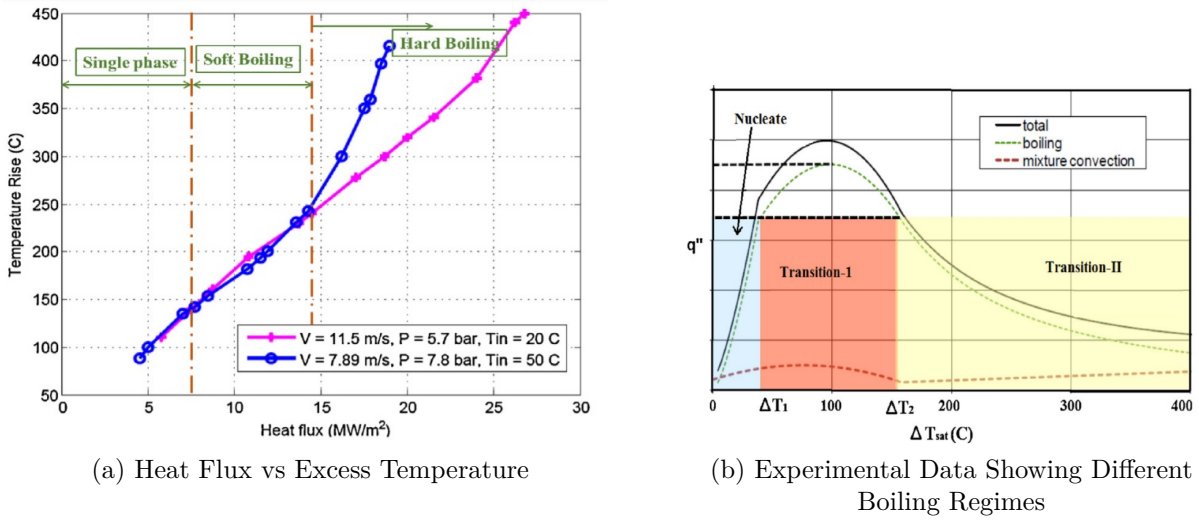 450
400
350
300
250
200
150
100
50
Temperature Rise (C)
Single phase
Soft Boiling
Hard Boiling
V = 11.5 m/s, P = 5.7 bar, Tin = 20 C
V = 7.89 m/s, P = 7.8 bar, Tin = 50 C
0 5 10 15 20 25 30
Heat flux (MW/m²)
(a) Heat Flux vs Excess Temperature
Nucleate
total
boiling
mixture convection
q"
Transition-1
Transition-II
0 ΔT₁ 100 ΔT₂ 200 300 400
ΔTsat (C)
(b) Experimental Data Showing Different
Boiling Regimes